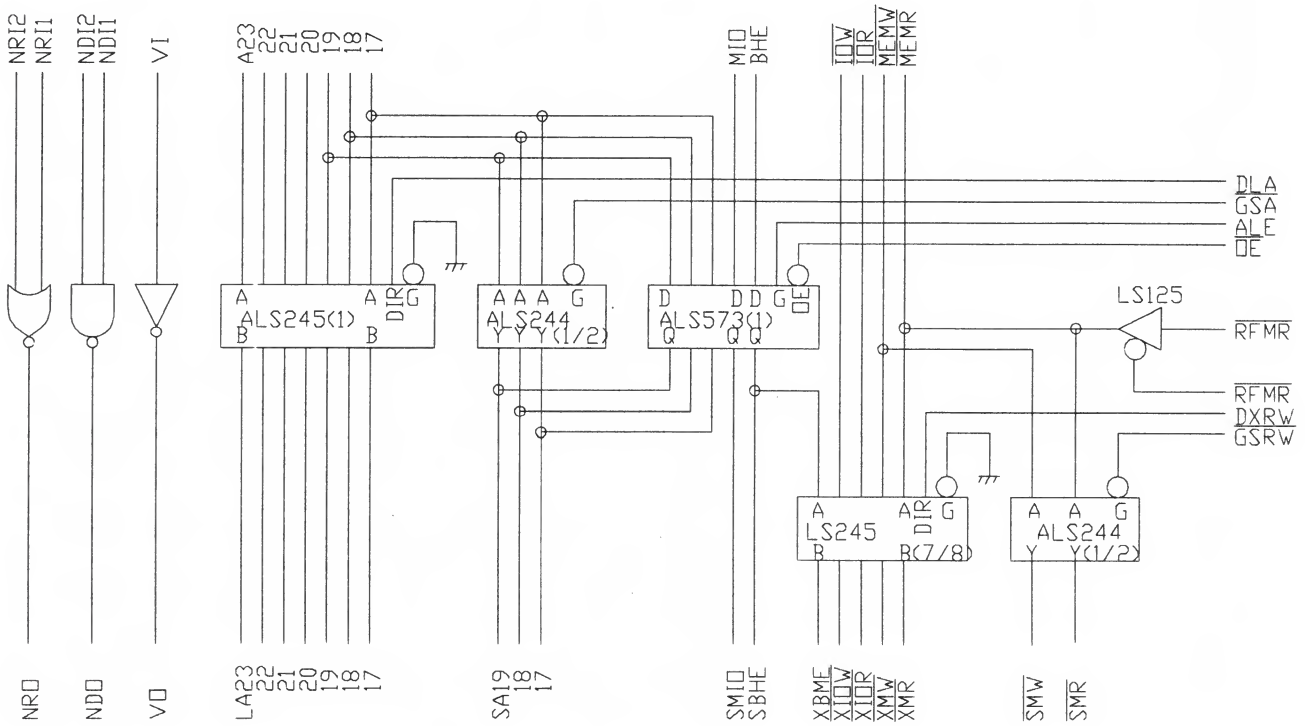 NRI2
NRI1
NDI2
NDI1
VI
A23
22
21
20
19
18
17
MIO
BHE
IOW
IOR
MEMW
MEMR
DLA
GSA
ALE
OE
A A DIR G
ALS245(1)
B B
A A A G
ALS244
Y Y Y(1/2)
D D D G OE
ALS573(1)
Q Q Q
LS125
RFMR
RFMR
DXRW
GSRW
A A DIR G
LS245
B B(7/8)
A A G
ALS244
Y Y(1/2)
NRO
NDO
VO
LA23
22
21
20
19
18
17
SA19
18
17
SMIO
SBHE
XBME
XIOW
XIOR
XMW
XMR
SMW
SMR